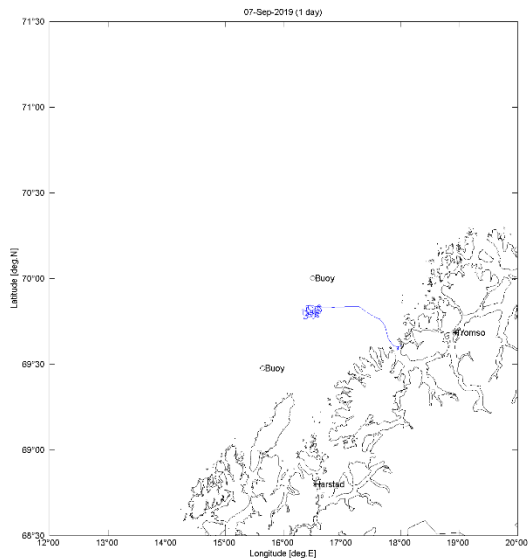 07-Sep-2019 (1 day)
71°30
71°00
70°30
70°00
69°30
69°00
68°30
Latitude [deg.N]
Buoy
Buoy
Tromso
Harstad
12°00 13°00 14°00 15°00 16°00 17°00 18°00 19°00 20°00
Longitude [deg.E]